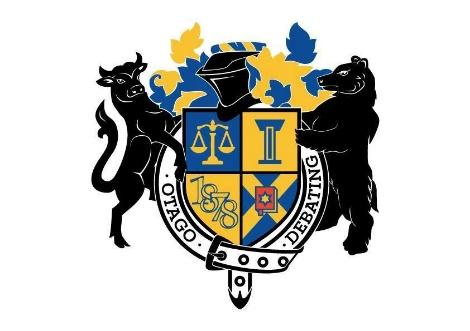 1878
· OTAGO ·
DEBATING